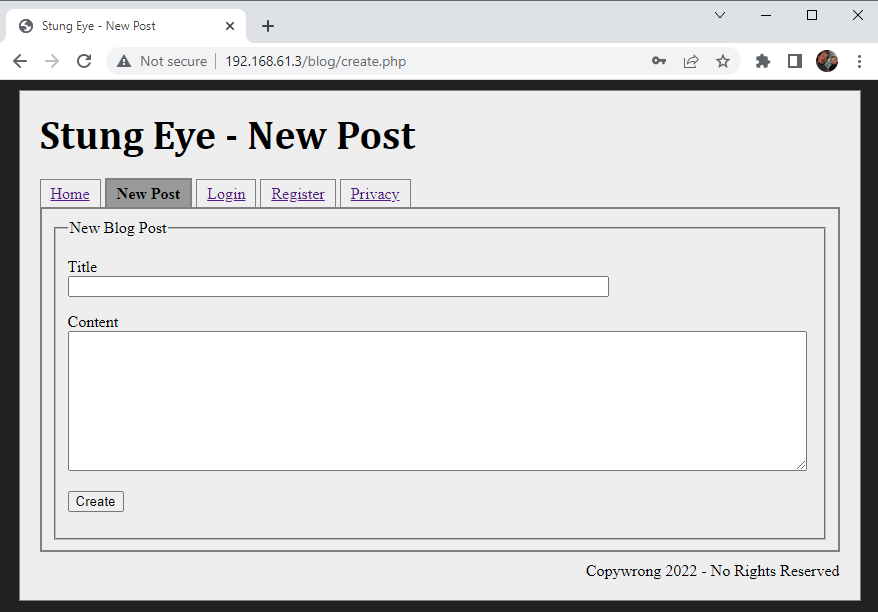 Stung Eye - New Post
Not secure 192.168.61.3/blog/create.php
Stung Eye - New Post
Home New Post Login Register Privacy
New Blog Post
Title
Content
Create
Copywrong 2022 - No Rights Reserved